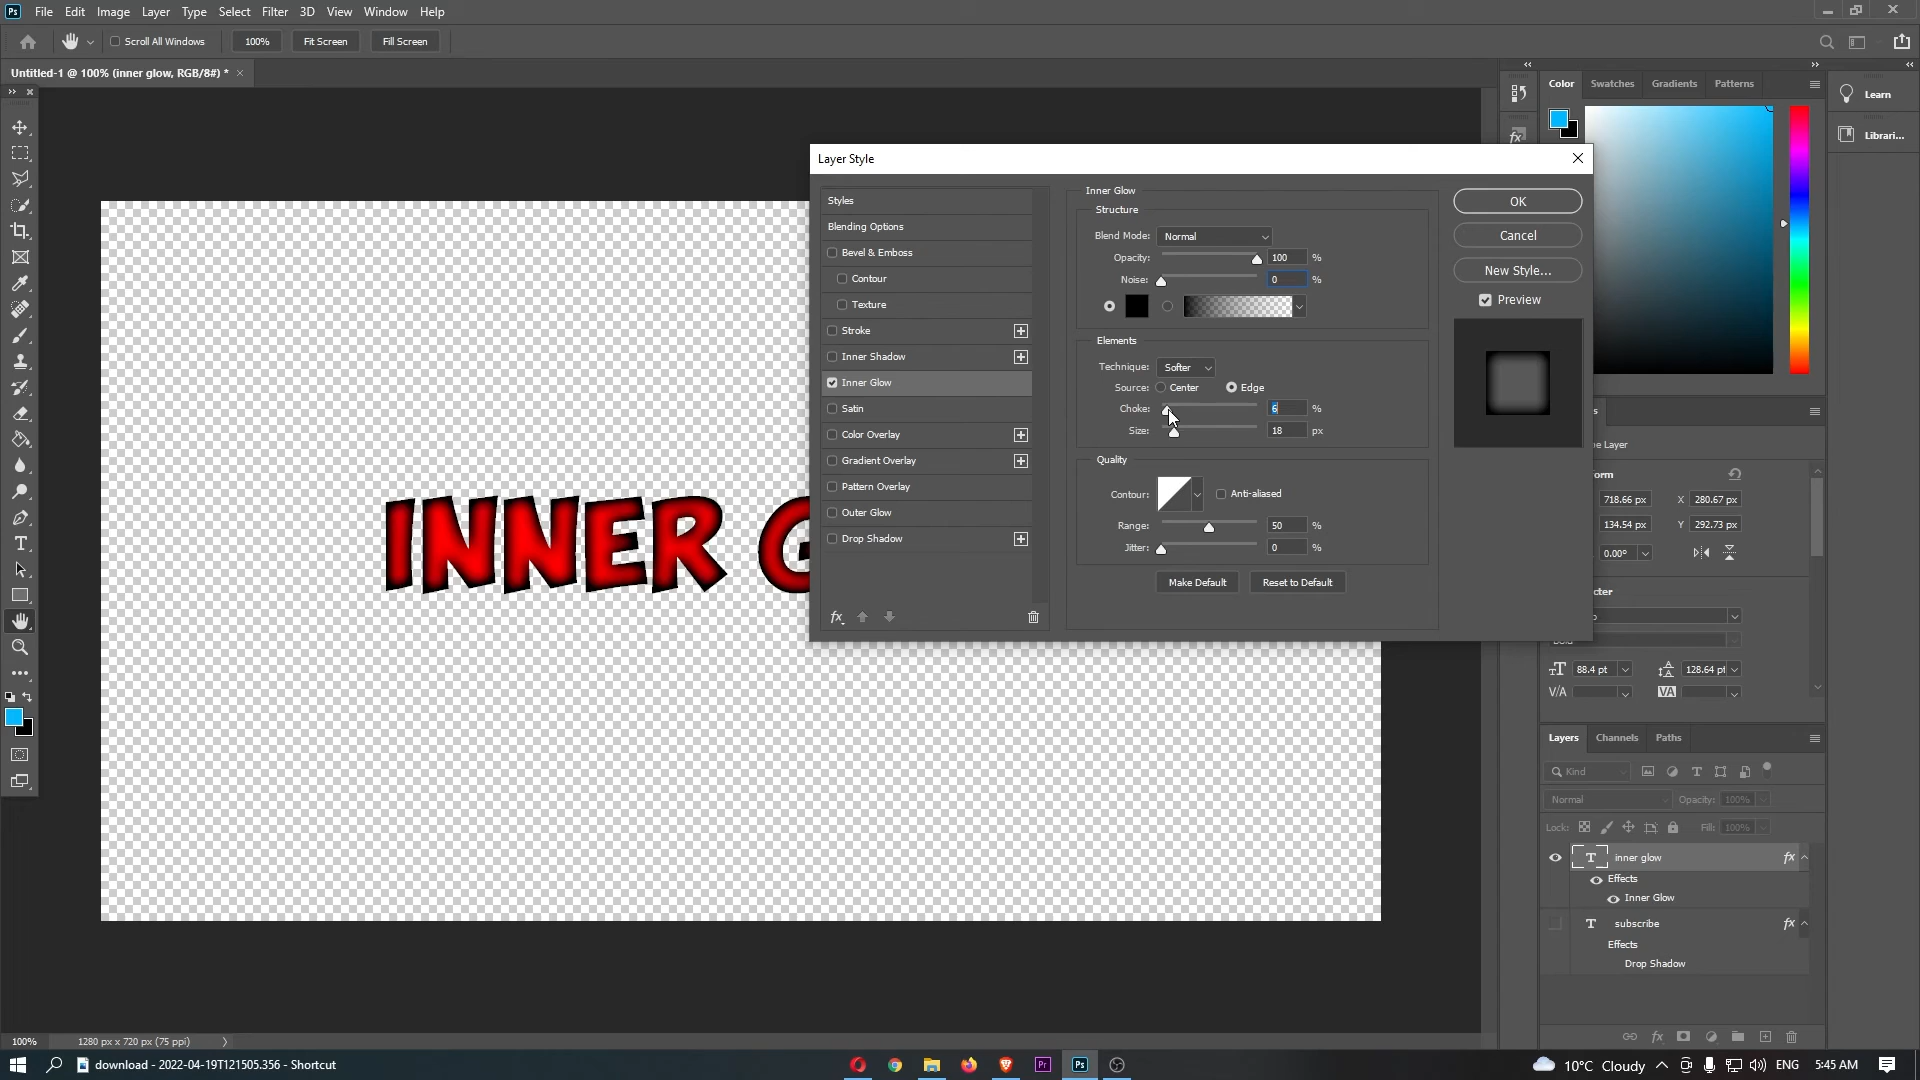 Ps File Edit Image Layer Type Select Filter 3D View Window Help
Scroll All Windows 100% Fit Screen Fill Screen
Untitled-1 @ 100% (inner glow, RGB/8#) *
Color Swatches Gradients Patterns
Learn
Librari...
Layer Style
Styles
Blending Options
Bevel & Emboss
Contour
Texture
Stroke
Inner Shadow
Inner Glow
Satin
Color Overlay
Gradient Overlay
Pattern Overlay
Outer Glow
Drop Shadow
fx
Inner Glow
Structure
Blend Mode: Normal
Opacity: 100 %
Noise: 0 %
Elements
Technique: Softer
Source: Center Edge
Choke: 6 %
Size: 18 px
Quality
Contour: Anti-aliased
Range: 50 %
Jitter: 0 %
Make Default Reset to Default
OK
Cancel
New Style...
Preview
INNER G
718.66 px X 280.67 px
134.54 px Y 292.73 px
0.00°
88.4 pt 128.64 pt
V/A VA
Layers Channels Paths
Kind
Normal Opacity: 100%
Lock: Fill: 100%
inner glow fx
Effects
Inner Glow
subscribe fx
Effects
Drop Shadow
fx
100% 1280 px x 720 px (75 ppi)
download - 2022-04-19T121505.356 - Shortcut
Pr Ps
10°C Cloudy ENG 5:45 AM